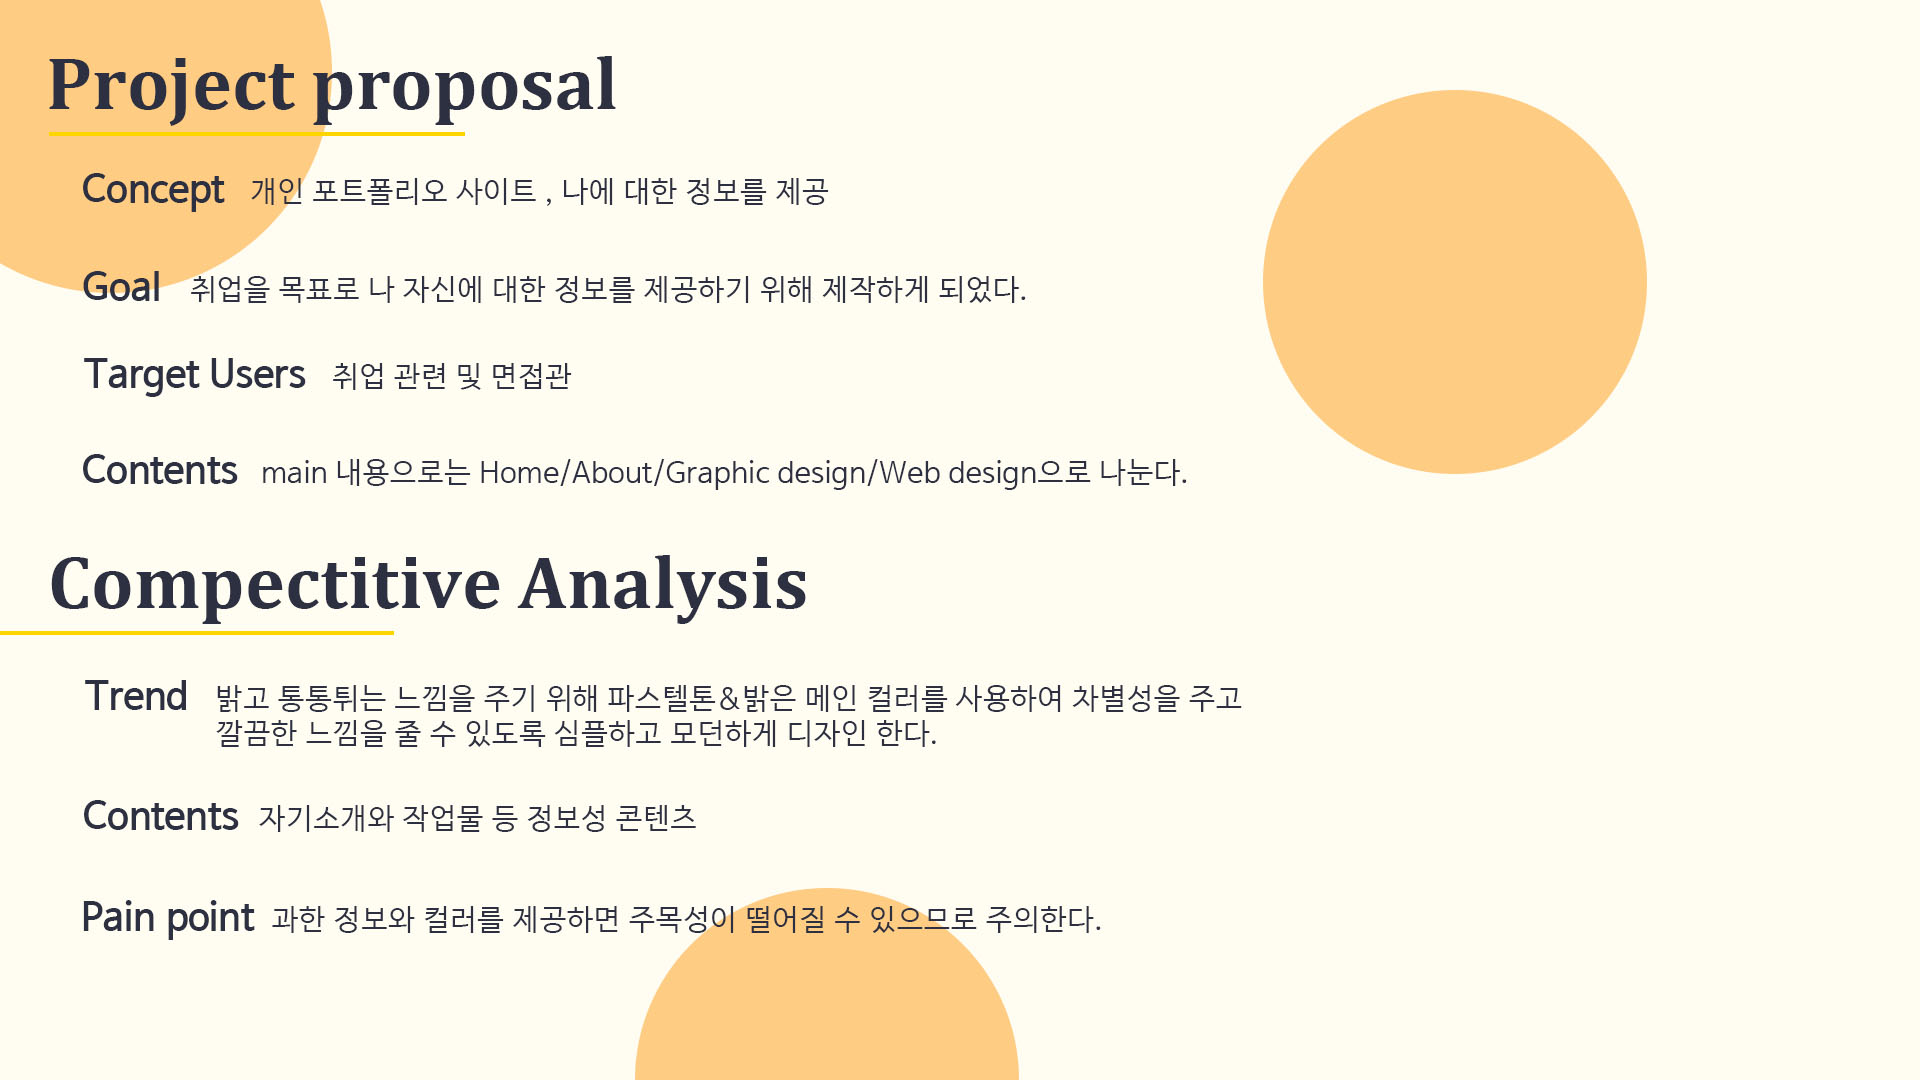 Project proposal
Concept 개인 포트폴리오 사이트 , 나에 대한 정보를 제공
Goal 취업을 목표로 나 자신에 대한 정보를 제공하기 위해 제작하게 되었다.
Target Users 취업 관련 및 면접관
Contents main 내용으로는 Home/About/Graphic design/Web design으로 나눈다.
Compectitive Analysis
Trend 밝고 통통튀는 느낌을 주기 위해 파스텔톤&밝은 메인 컬러를 사용하여 차별성을 주고
깔끔한 느낌을 줄 수 있도록 심플하고 모던하게 디자인 한다.
Contents 자기소개와 작업물 등 정보성 콘텐츠
Pain point 과한 정보와 컬러를 제공하면 주목성이 떨어질 수 있으므로 주의한다.